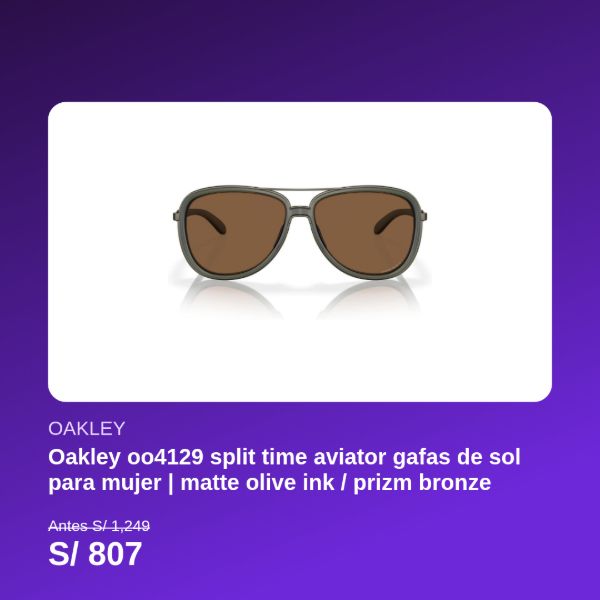 OAKLEY
Oakley oo4129 split time aviator gafas de sol
para mujer | matte olive ink / prizm bronze
Antes S/ 1,249
S/ 807